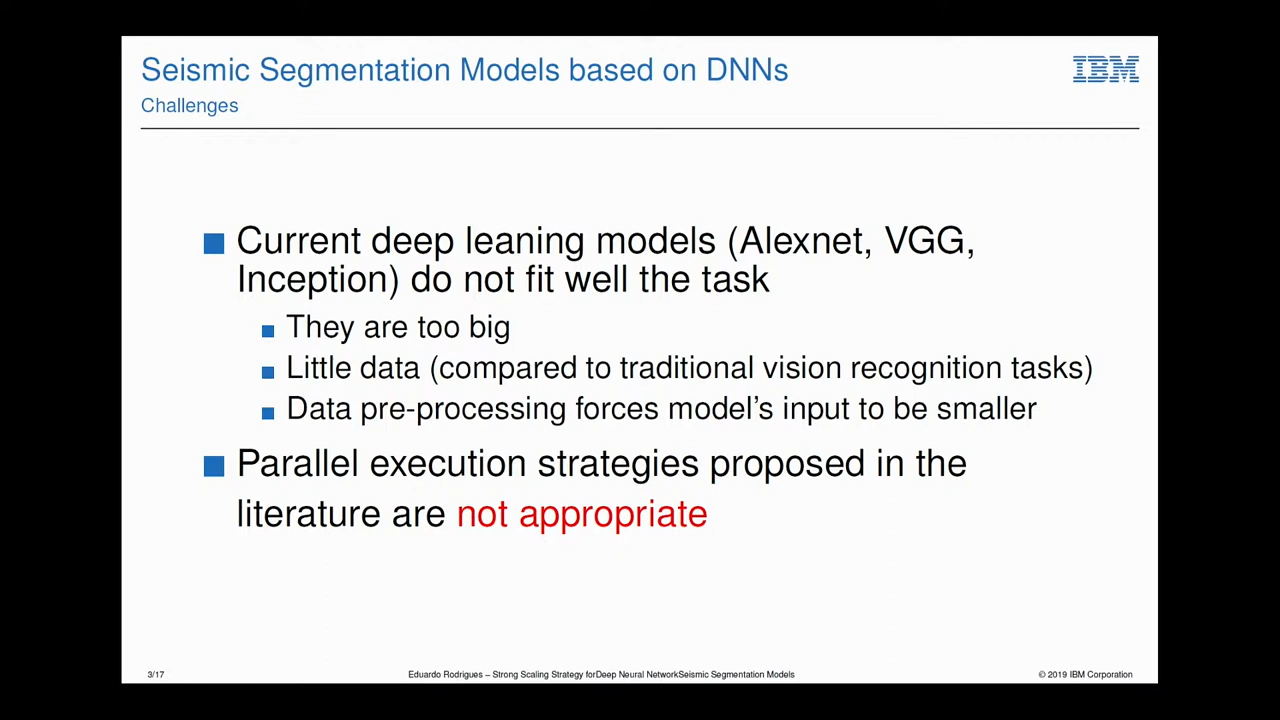 Seismic Segmentation Models based on DNNs
IBM
Challenges
Current deep leaning models (Alexnet, VGG,
Inception) do not fit well the task
They are too big
Little data (compared to traditional vision recognition tasks)
Data pre-processing forces model's input to be smaller
Parallel execution strategies proposed in the
literature are not appropriate
3/17
Eduardo Rodrigues – Strong Scaling Strategy forDeep Neural NetworkSeismic Segmentation Models
© 2019 IBM Corporation